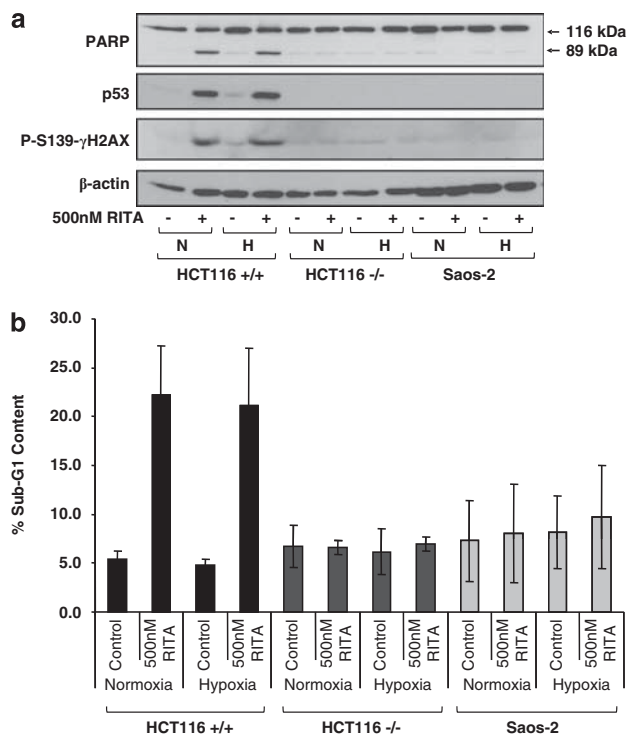 a
PARP
← 116 kDa
← 89 kDa
p53
P-S139-γH2AX
β-actin
500nM RITA - + - + - + - + - + - +
N H N H N H
HCT116 +/+ HCT116 -/- Saos-2
b
% Sub-G1 Content
30.0
25.0
20.0
15.0
10.0
5.0
0.0
Control 500nM RITA Control 500nM RITA Control 500nM RITA Control 500nM RITA Control 500nM RITA Control 500nM RITA
Normoxia Hypoxia Normoxia Hypoxia Normoxia Hypoxia
HCT116 +/+ HCT116 -/- Saos-2